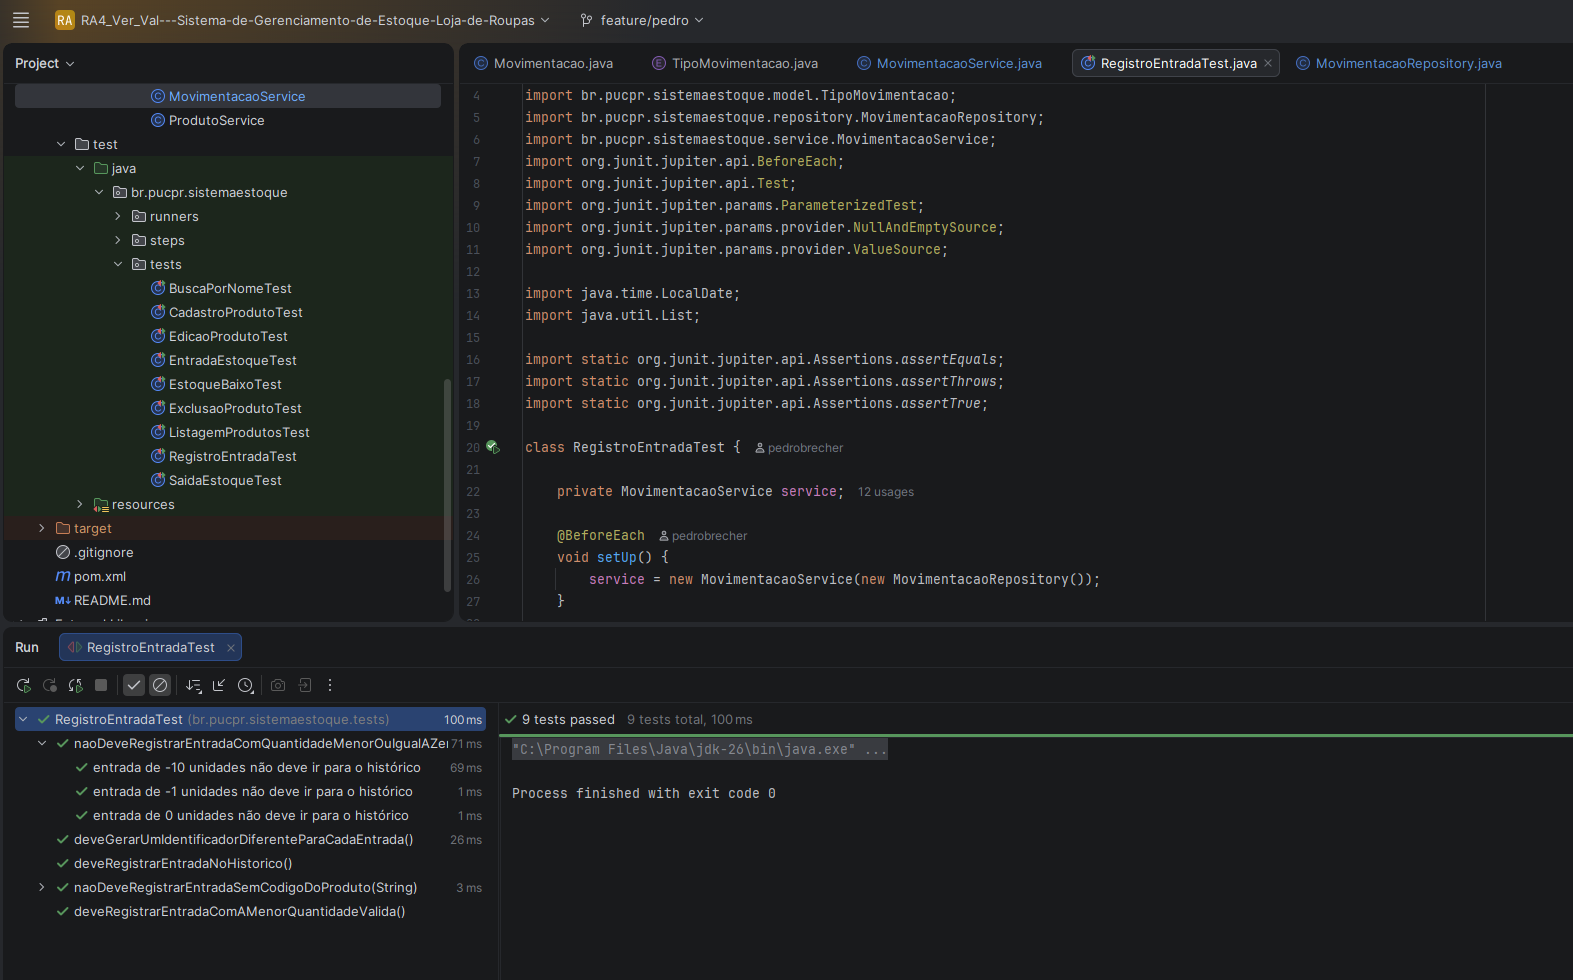 RA RA4_Ver_Val---Sistema-de-Gerenciamento-de-Estoque-Loja-de-Roupas feature/pedro
Project
MovimentacaoService
ProdutoService
test
java
br.pucpr.sistemaestoque
runners
steps
tests
BuscaPorNomeTest
CadastroProdutoTest
EdicaoProdutoTest
EntradaEstoqueTest
EstoqueBaixoTest
ExclusaoProdutoTest
ListagemProdutosTest
RegistroEntradaTest
SaidaEstoqueTest
resources
target
.gitignore
pom.xml
README.md
Movimentacao.java TipoMovimentacao.java MovimentacaoService.java RegistroEntradaTest.java MovimentacaoRepository.java
4 import br.pucpr.sistemaestoque.model.TipoMovimentacao;
5 import br.pucpr.sistemaestoque.repository.MovimentacaoRepository;
6 import br.pucpr.sistemaestoque.service.MovimentacaoService;
7 import org.junit.jupiter.api.BeforeEach;
8 import org.junit.jupiter.api.Test;
9 import org.junit.jupiter.params.ParameterizedTest;
10 import org.junit.jupiter.params.provider.NullAndEmptySource;
11 import org.junit.jupiter.params.provider.ValueSource;
12
13 import java.time.LocalDate;
14 import java.util.List;
15
16 import static org.junit.jupiter.api.Assertions.assertEquals;
17 import static org.junit.jupiter.api.Assertions.assertThrows;
18 import static org.junit.jupiter.api.Assertions.assertTrue;
19
20 class RegistroEntradaTest { pedrobrecher
21
22 private MovimentacaoService service; 12 usages
23
24 @BeforeEach pedrobrecher
25 void setUp() {
26 service = new MovimentacaoService(new MovimentacaoRepository());
27 }
Run RegistroEntradaTest
RegistroEntradaTest (br.pucpr.sistemaestoque.tests) 100 ms
naoDeveRegistrarEntradaComQuantidadeMenorOuIgualAZer 71 ms
entrada de -10 unidades não deve ir para o histórico 69 ms
entrada de -1 unidades não deve ir para o histórico 1 ms
entrada de 0 unidades não deve ir para o histórico 1 ms
deveGerarUmIdentificadorDiferenteParaCadaEntrada() 26 ms
deveRegistrarEntradaNoHistorico()
naoDeveRegistrarEntradaSemCodigoDoProduto(String) 3 ms
deveRegistrarEntradaComAMenorQuantidadeValida()
9 tests passed 9 tests total, 100 ms
"C:\Program Files\Java\jdk-26\bin\java.exe" ...
Process finished with exit code 0